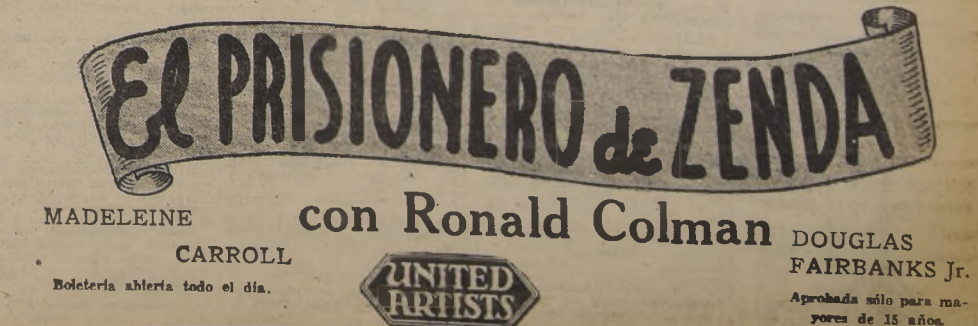 El PRISIONERO de ZENDA
con Ronald Colman
MADELEINE
CARROLL
Boletería abierta todo el día.
UNITED
ARTISTS
DOUGLAS
FAIRBANKS Jr.
Aprobada sólo para ma-
yores de 15 años.